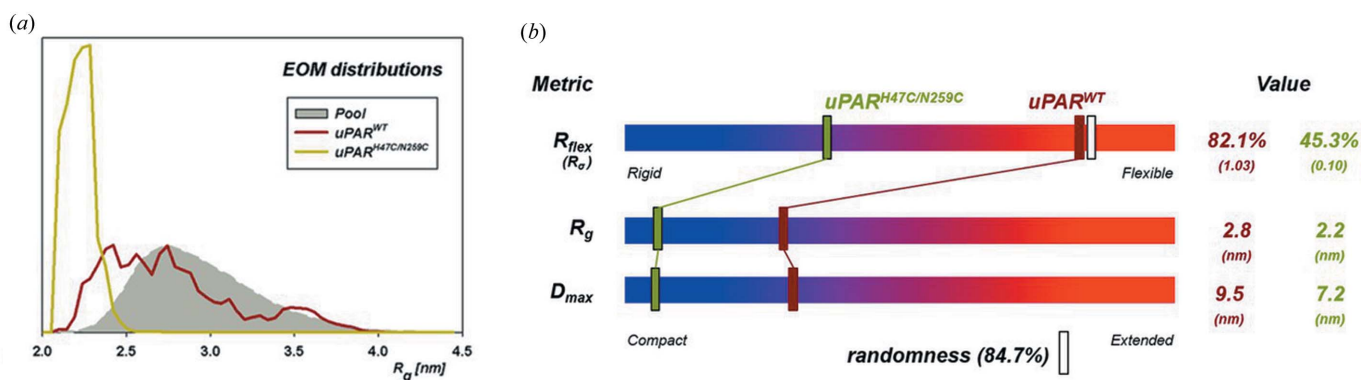 (a)
EOM distributions
Pool
uPAR^WT
uPAR^H47C/N259C
2.0 2.5 3.0 3.5 4.0 4.5
R_g [nm]
(b)
Metric
uPAR^H47C/N259C
uPAR^WT
Value
R_flex
(R_σ)
82.1% 45.3%
(1.03) (0.10)
Rigid Flexible
R_g
2.8 2.2
(nm) (nm)
D_max
9.5 7.2
(nm) (nm)
Compact Extended
randomness (84.7%)